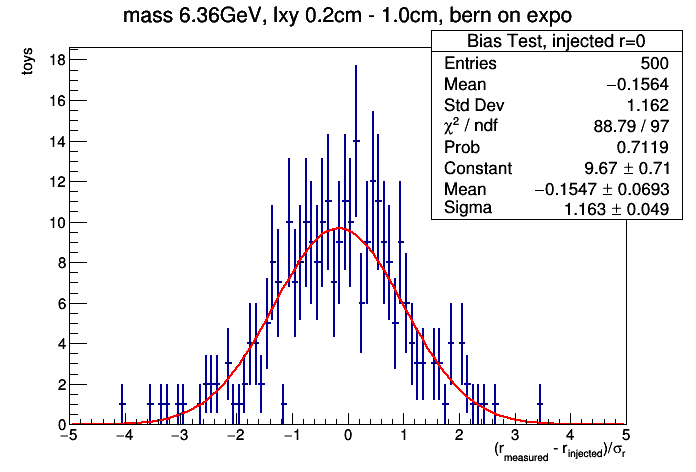 mass 6.36GeV, lxy 0.2cm - 1.0cm, bern on expo
toys
Bias Test, injected r=0
Entries 500
Mean −0.1564
Std Dev 1.162
χ² / ndf 88.79 / 97
Prob 0.7119
Constant 9.67 ± 0.71
Mean −0.1547 ± 0.0693
Sigma 1.163 ± 0.049
18
16
14
12
10
8
6
4
2
0
−5 −4 −3 −2 −1 0 1 2 3 4 5
(r_measured - r_injected)/σ_r